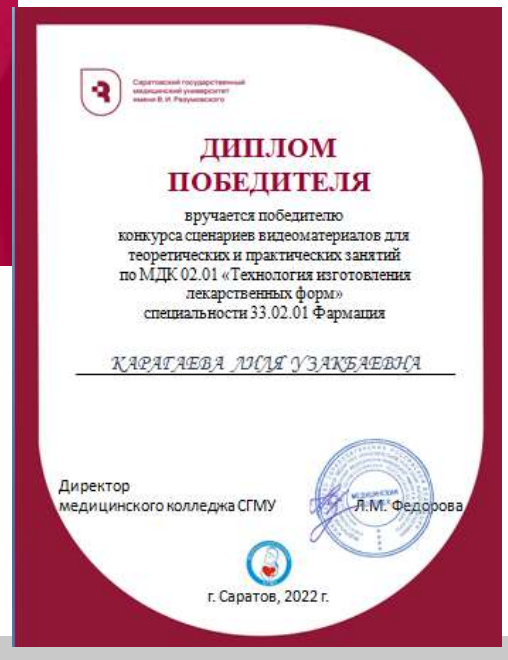 Саратовский государственный
медицинский университет
имени В. И. Разумовского
ДИПЛОМ
ПОБЕДИТЕЛЯ
вручается победителю
конкурса сценариев видеоматериалов для
теоретических и практических занятий
по МДК 02.01 «Технология изготовления
лекарственных форм»
специальности 33.02.01 Фармация
КАРАГАЕВА ЛИЛЯ УЗАКБАЕВНА
Директор
медицинского колледжа СГМУ Л.М. Федорова
МЕДИЦИНСКИЙ
г. Саратов, 2022 г.